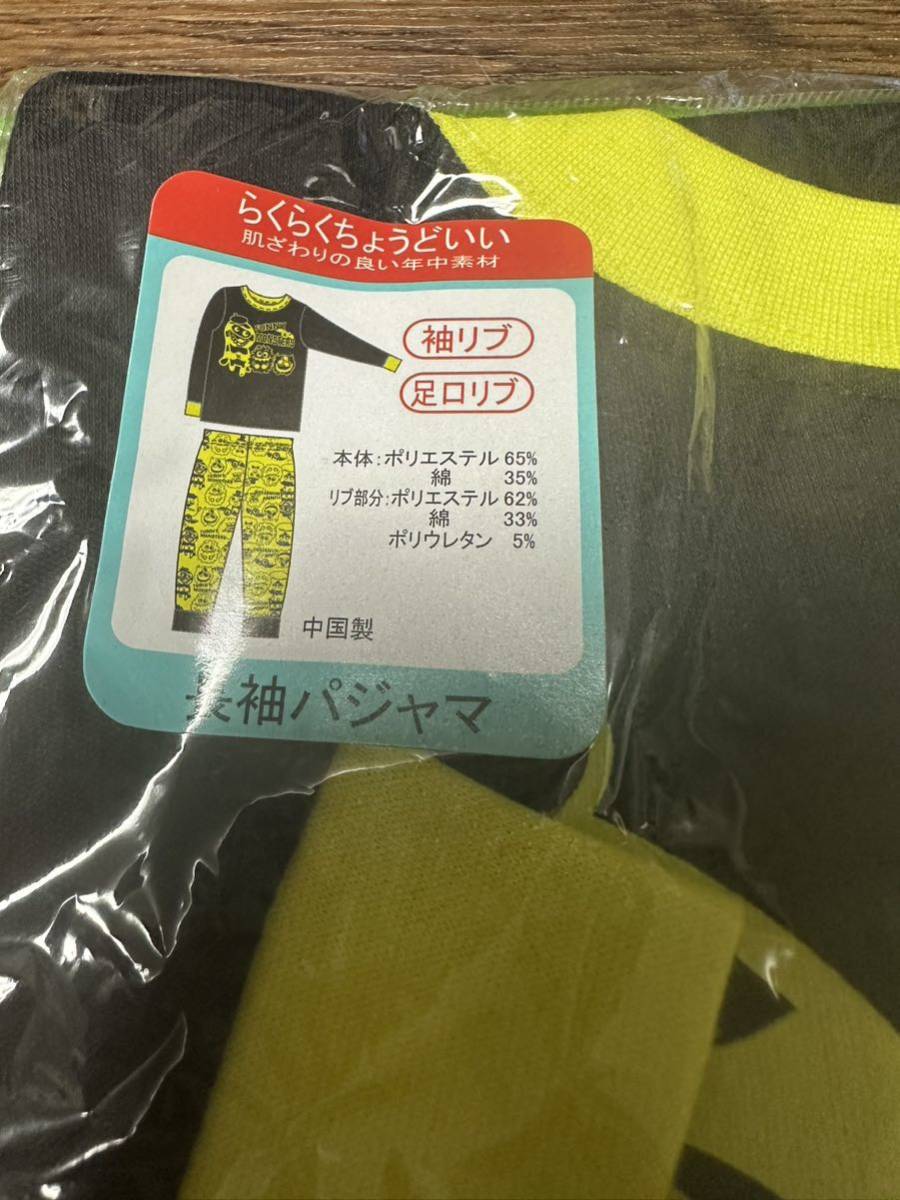 らくらくちょうどいい
肌ざわりの良い年中素材
FUNNY
MONSTERS
袖リブ
足口リブ
本体:ポリエステル 65%
綿 35%
リブ部分:ポリエステル 62%
綿 33%
ポリウレタン 5%
中国製
長袖パジャマ